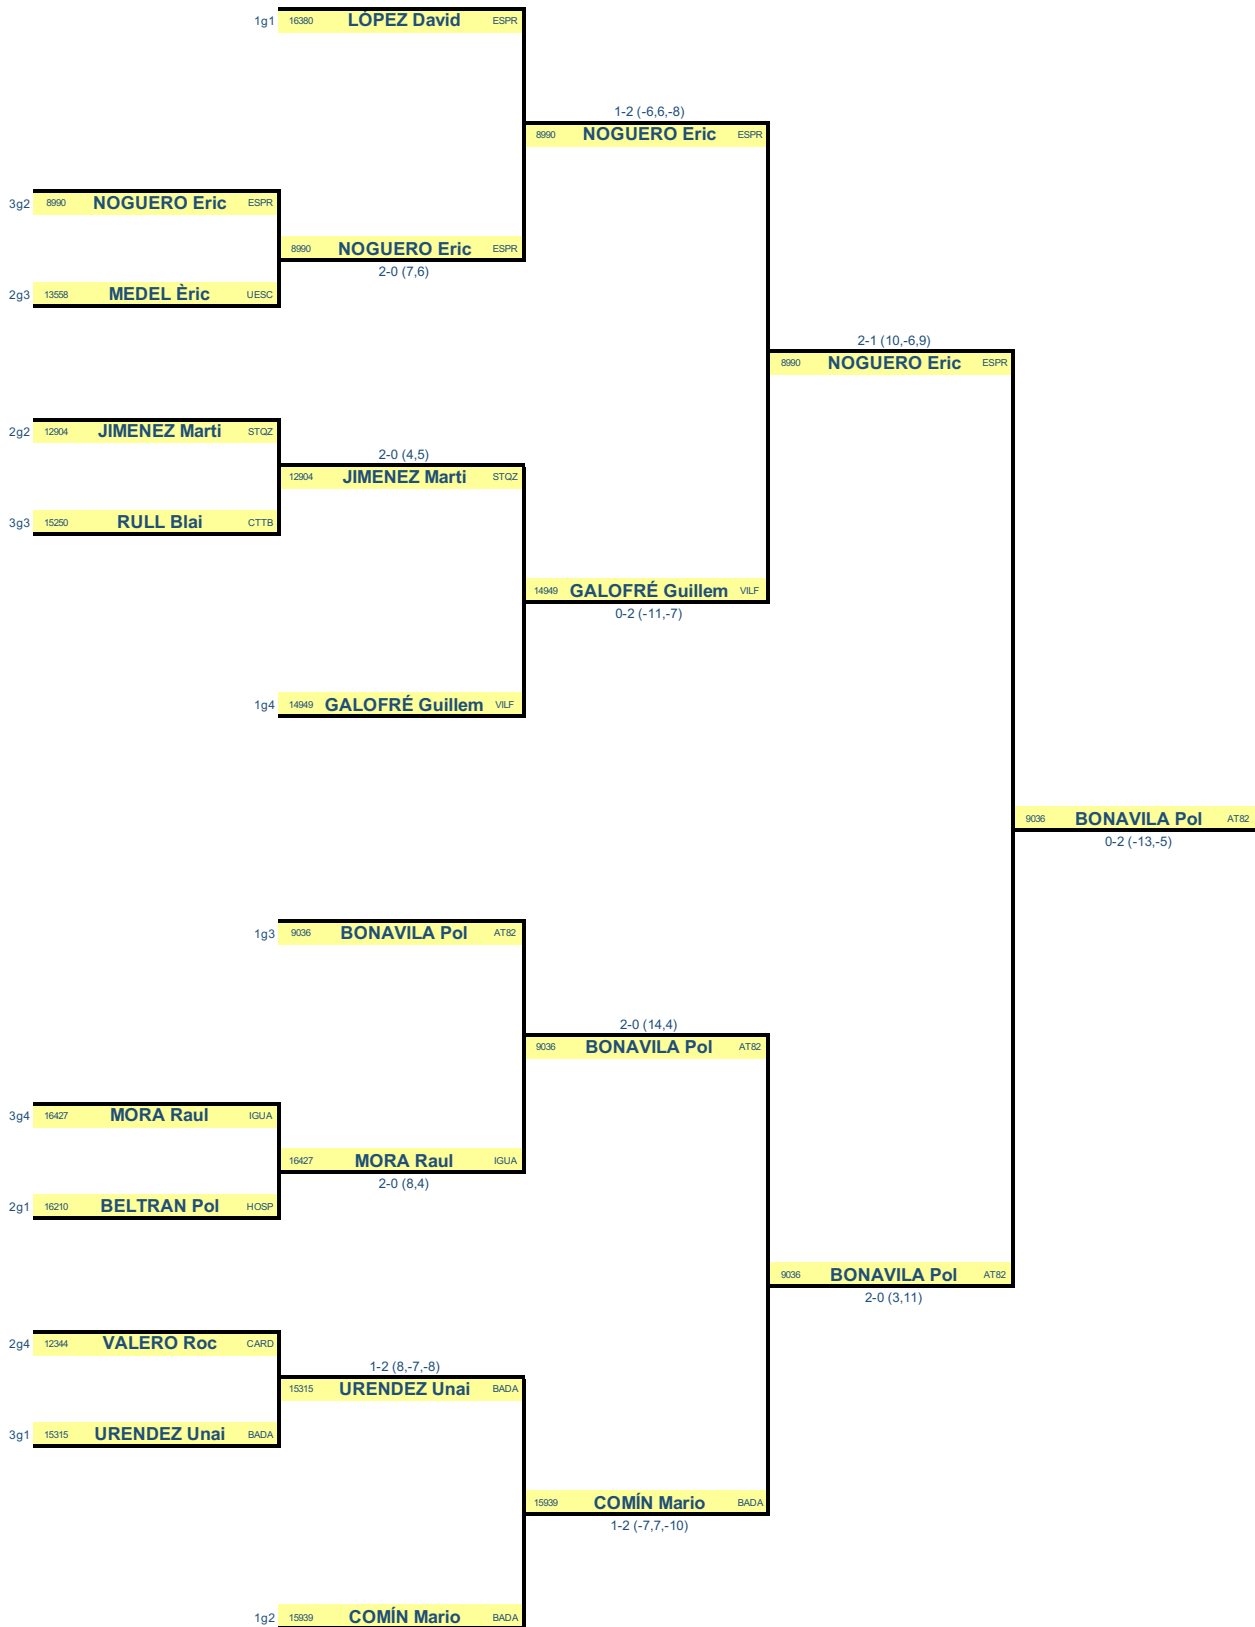 1g1 16380 LÓPEZ David ESPR
1-2 (-6,6,-8)
8990 NOGUERO Eric ESPR
3g2 8990 NOGUERO Eric ESPR
8990 NOGUERO Eric ESPR
2-0 (7,6)
2g3 13558 MEDEL Èric UESC
2-1 (10,-6,9)
8990 NOGUERO Eric ESPR
2g2 12904 JIMENEZ Marti STQZ
2-0 (4,5)
12904 JIMENEZ Marti STQZ
3g3 15250 RULL Blai CTTB
14949 GALOFRÉ Guillem VILF
0-2 (-11,-7)
1g4 14949 GALOFRÉ Guillem VILF
9036 BONAVILA Pol AT82
0-2 (-13,-5)
1g3 9036 BONAVILA Pol AT82
2-0 (14,4)
9036 BONAVILA Pol AT82
3g4 16427 MORA Raul IGUA
16427 MORA Raul IGUA
2-0 (8,4)
2g1 16210 BELTRAN Pol HOSP
9036 BONAVILA Pol AT82
2-0 (3,11)
2g4 12344 VALERO Roc CARD
1-2 (8,-7,-8)
15315 URENDEZ Unai BADA
3g1 15315 URENDEZ Unai BADA
15939 COMÍN Mario BADA
1-2 (-7,7,-10)
1g2 15939 COMÍN Mario BADA